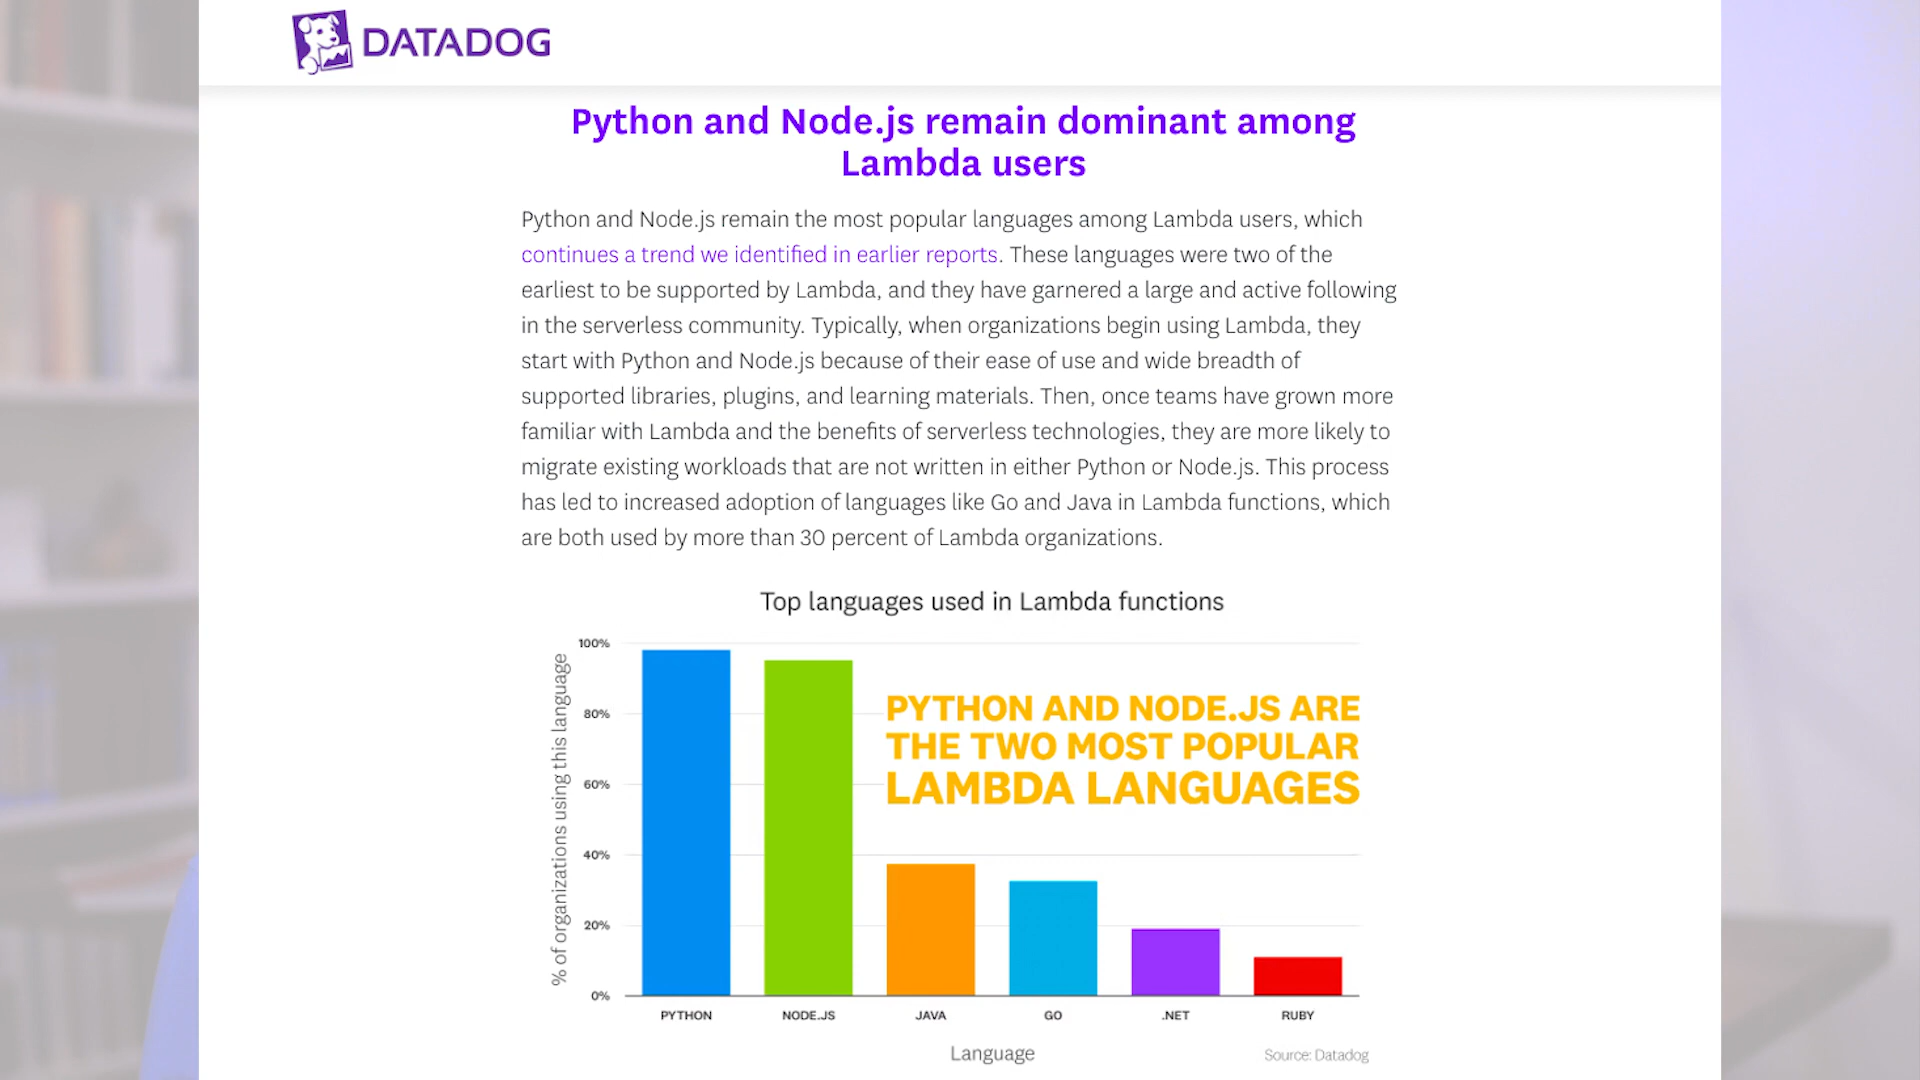 DATADOG
Python and Node.js remain dominant among
Lambda users
Python and Node.js remain the most popular languages among Lambda users, which
continues a trend we identified in earlier reports. These languages were two of the
earliest to be supported by Lambda, and they have garnered a large and active following
in the serverless community. Typically, when organizations begin using Lambda, they
start with Python and Node.js because of their ease of use and wide breadth of
supported libraries, plugins, and learning materials. Then, once teams have grown more
familiar with Lambda and the benefits of serverless technologies, they are more likely to
migrate existing workloads that are not written in either Python or Node.js. This process
has led to increased adoption of languages like Go and Java in Lambda functions, which
are both used by more than 30 percent of Lambda organizations.
Top languages used in Lambda functions
% of organizations using this language
100%
80%
60%
40%
20%
0%
PYTHON AND NODE.JS ARE
THE TWO MOST POPULAR
LAMBDA LANGUAGES
PYTHON NODE.JS JAVA GO .NET RUBY
Language
Source: Datadog